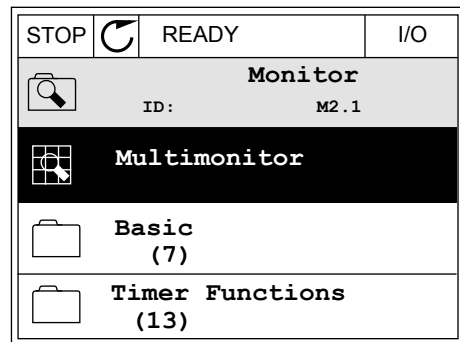 STOP READY I/O
Monitor
ID: M2.1
Multimonitor
Basic
(7)
Timer Functions
(13)